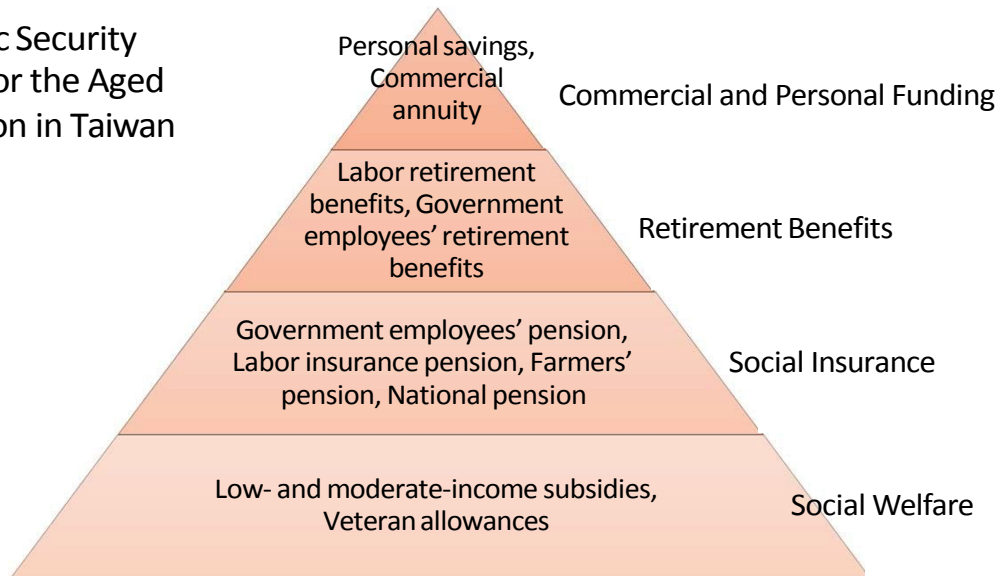 c Security
or the Aged
on in Taiwan
Personal savings,
Commercial
annuity
Commercial and Personal Funding
Labor retirement
benefits, Government
employees’ retirement
benefits
Retirement Benefits
Government employees’ pension,
Labor insurance pension, Farmers’
pension, National pension
Social Insurance
Low- and moderate-income subsidies,
Veteran allowances
Social Welfare